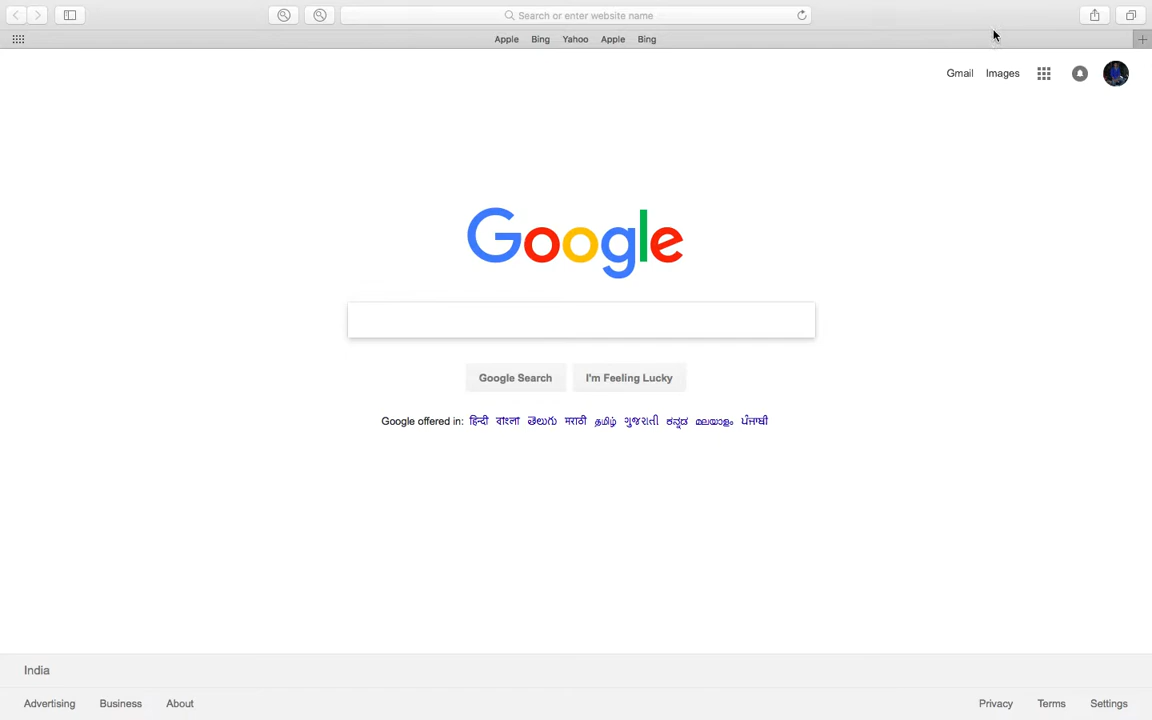 Search or enter website name
Apple Bing Yahoo Apple Bing
Gmail Images
Google
Google Search I'm Feeling Lucky
Google offered in: हिन्दी বাংলা తెలుగు मराठी தமிழ் ગુજરાતી ಕನ್ನಡ മലയാളം ਪੰਜਾਬੀ
India
Advertising Business About Privacy Terms Settings